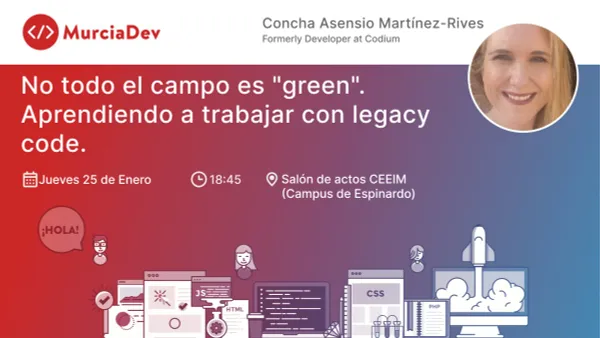 </> MurciaDev
Concha Asensio Martínez-Rives
Formerly Developer at Codium
No todo el campo es "green".
Aprendiendo a trabajar con legacy
code.
Jueves 25 de Enero
18:45
Salón de actos CEEIM
(Campus de Espinardo)
¡HOLA!
JS
HTML
CSS
PHP